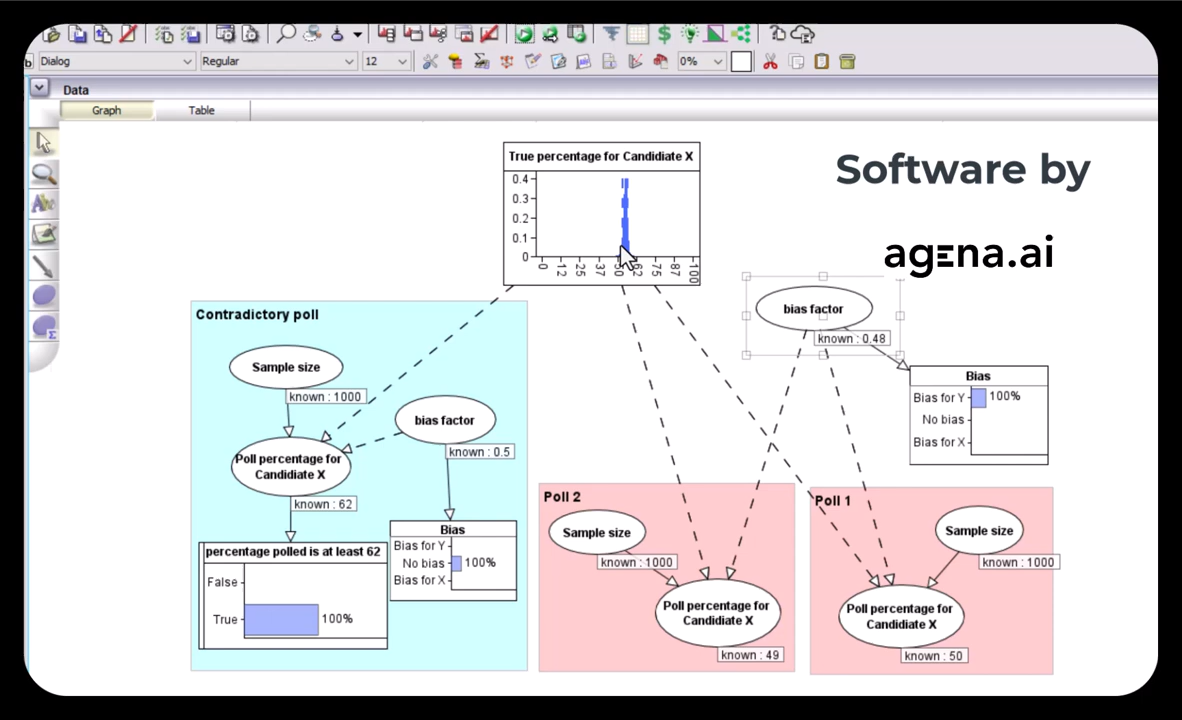 Dialog
Regular
12
0%
Data
Graph
Table
True percentage for Candidiate X
0.4
0.3
0.2
0.1
0
0
12
25
37
50
62
75
87
100
Software by
agena.ai
bias factor
known : 0.48
Bias
Bias for Y
100%
No bias
Bias for X
Contradictory poll
Sample size
known : 1000
bias factor
known : 0.5
Poll percentage for
Candidiate X
known : 62
percentage polled is at least 62
False
True
100%
Bias
Bias for Y
No bias
100%
Bias for X
Poll 2
Sample size
known : 1000
Poll percentage for
Candidiate X
known : 49
Poll 1
Sample size
known : 1000
Poll percentage for
Candidiate X
known : 50